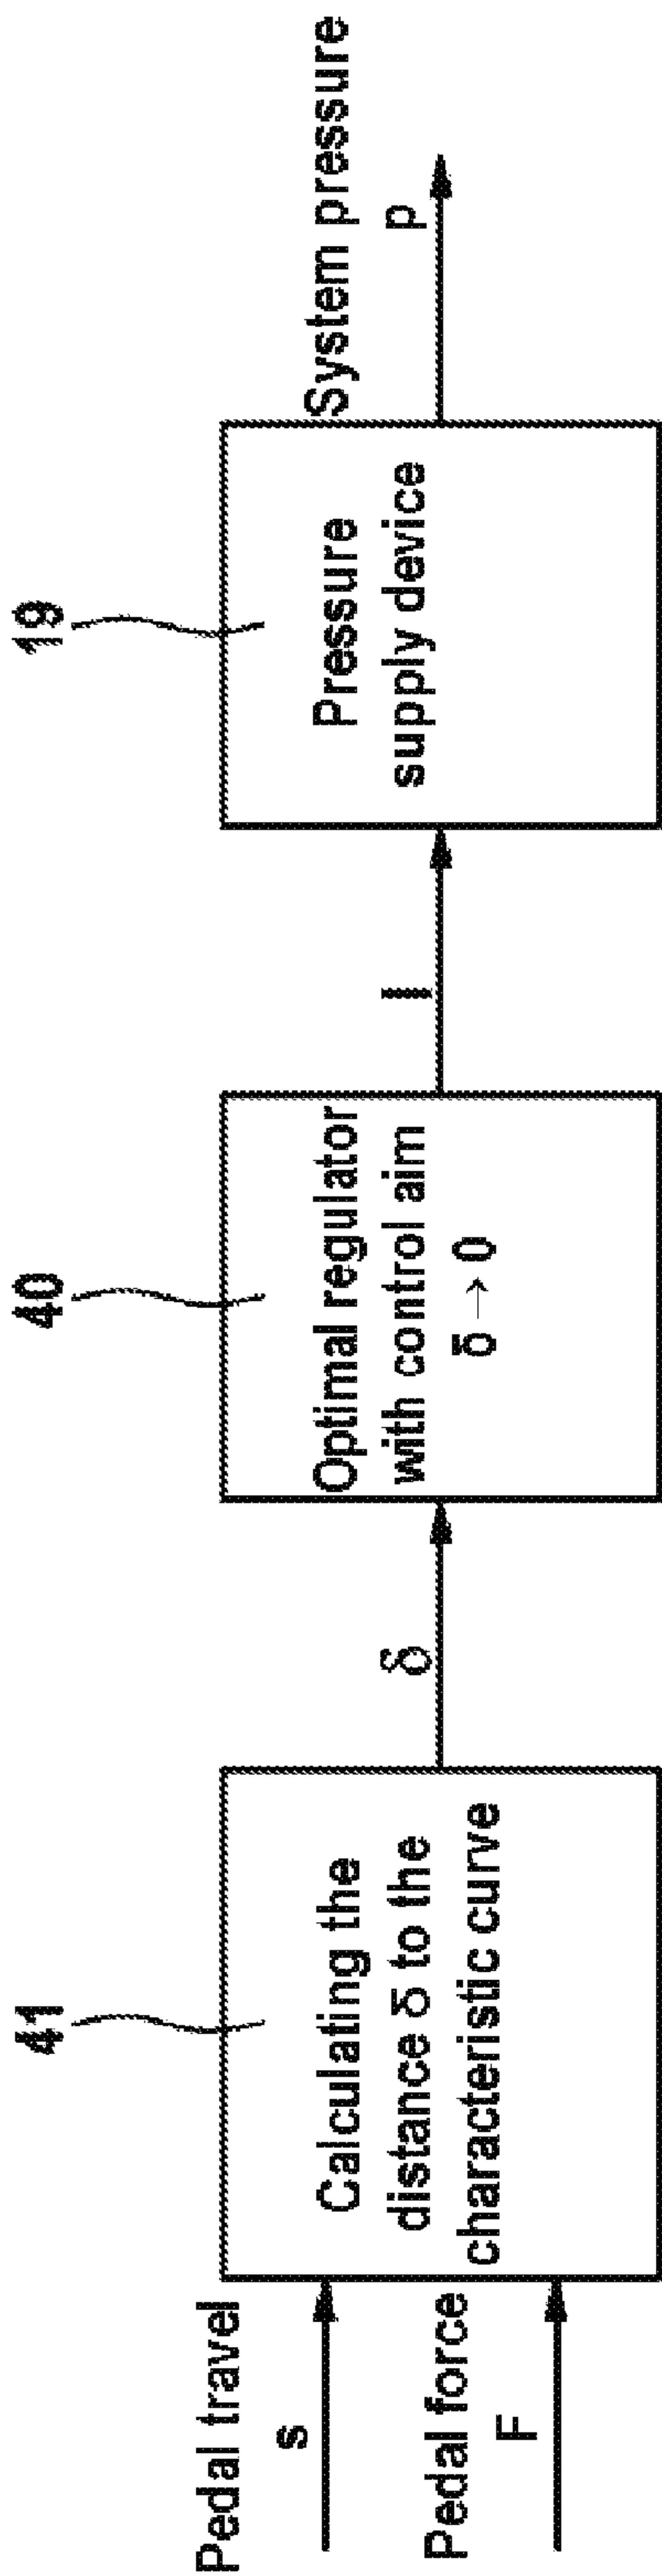 41
40
19
Pedal travel
s
Pedal force
F
Calculating the
distance δ to the
characteristic curve
δ
Optimal regulator
with control aim
δ → 0
I
Pressure
supply device
System pressure
p